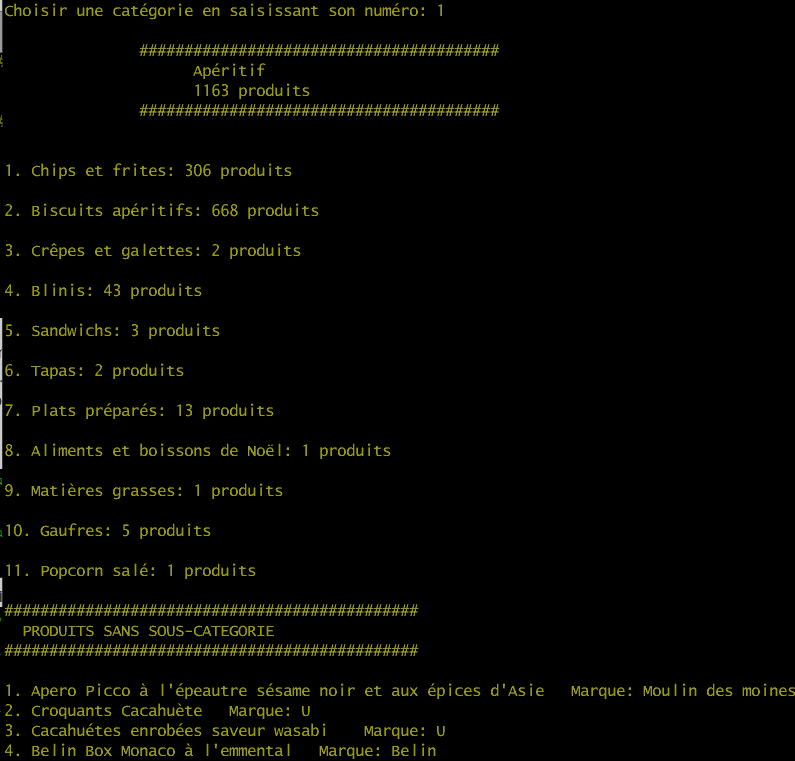 Choisir une catégorie en saisissant son numéro: 1
########################################
Apéritif
1163 produits
########################################
1. Chips et frites: 306 produits
2. Biscuits apéritifs: 668 produits
3. Crêpes et galettes: 2 produits
4. Blinis: 43 produits
5. Sandwichs: 3 produits
6. Tapas: 2 produits
7. Plats préparés: 13 produits
8. Aliments et boissons de Noël: 1 produits
9. Matières grasses: 1 produits
10. Gaufres: 5 produits
11. Popcorn salé: 1 produits
##############################################
PRODUITS SANS SOUS-CATEGORIE
##############################################
1. Apero Picco à l'épeautre sésame noir et aux épices d'Asie Marque: Moulin des moines
2. Croquants Cacahuète Marque: U
3. Cacahuétes enrobées saveur wasabi Marque: U
4. Belin Box Monaco à l'emmental Marque: Belin